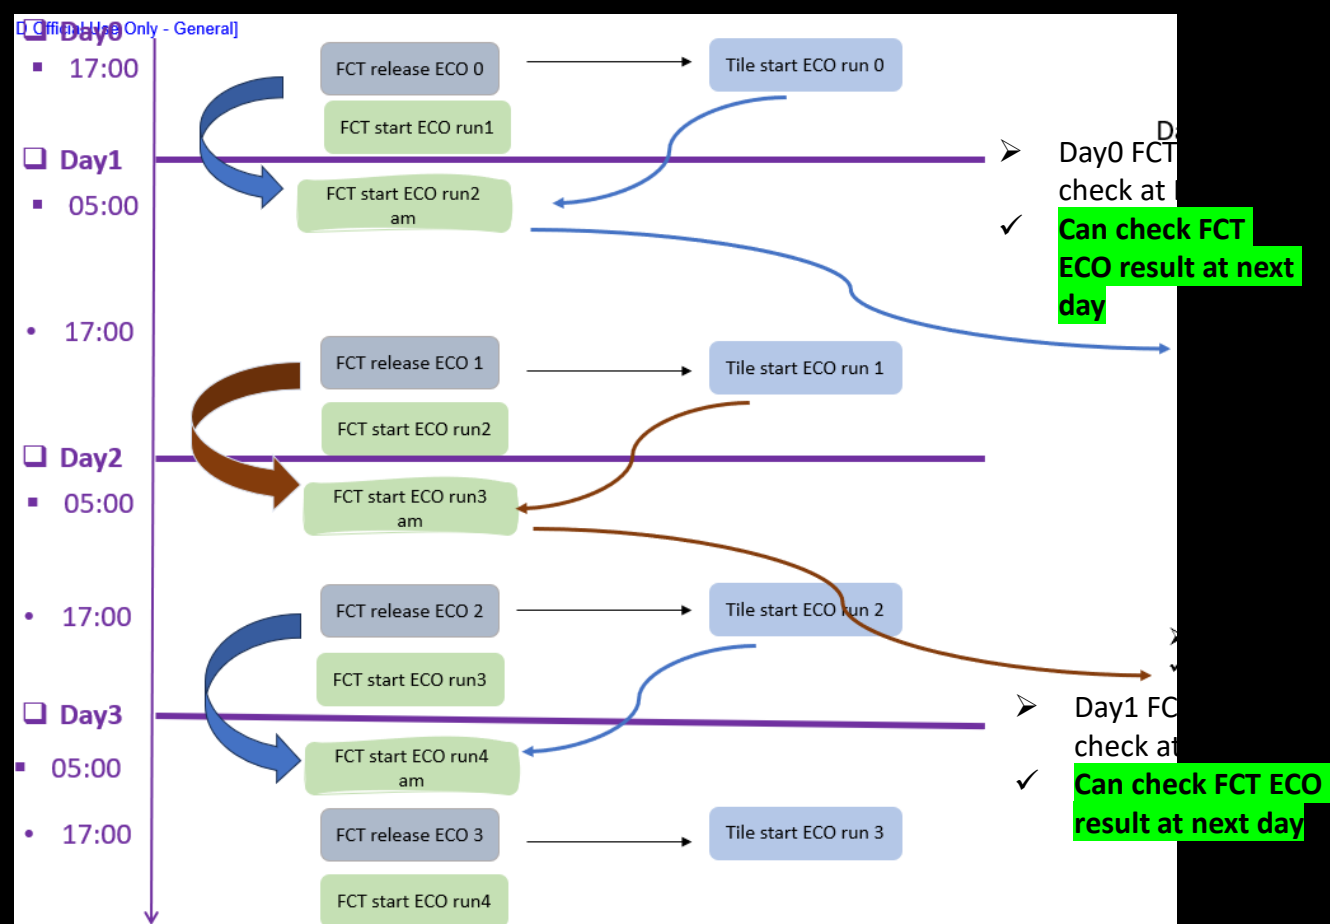 D Official Use Only - General]
Day0
17:00
FCT release ECO 0
Tile start ECO run 0
FCT start ECO run1
Day1
Day0 FCT
check at
Can check FCT
ECO result at next
day
05:00
FCT start ECO run2
am
17:00
FCT release ECO 1
Tile start ECO run 1
FCT start ECO run2
Day2
05:00
FCT start ECO run3
am
17:00
FCT release ECO 2
Tile start ECO run 2
FCT start ECO run3
Day3
Day1 FC
check at
Can check FCT ECO
result at next day
05:00
FCT start ECO run4
am
17:00
FCT release ECO 3
Tile start ECO run 3
FCT start ECO run4